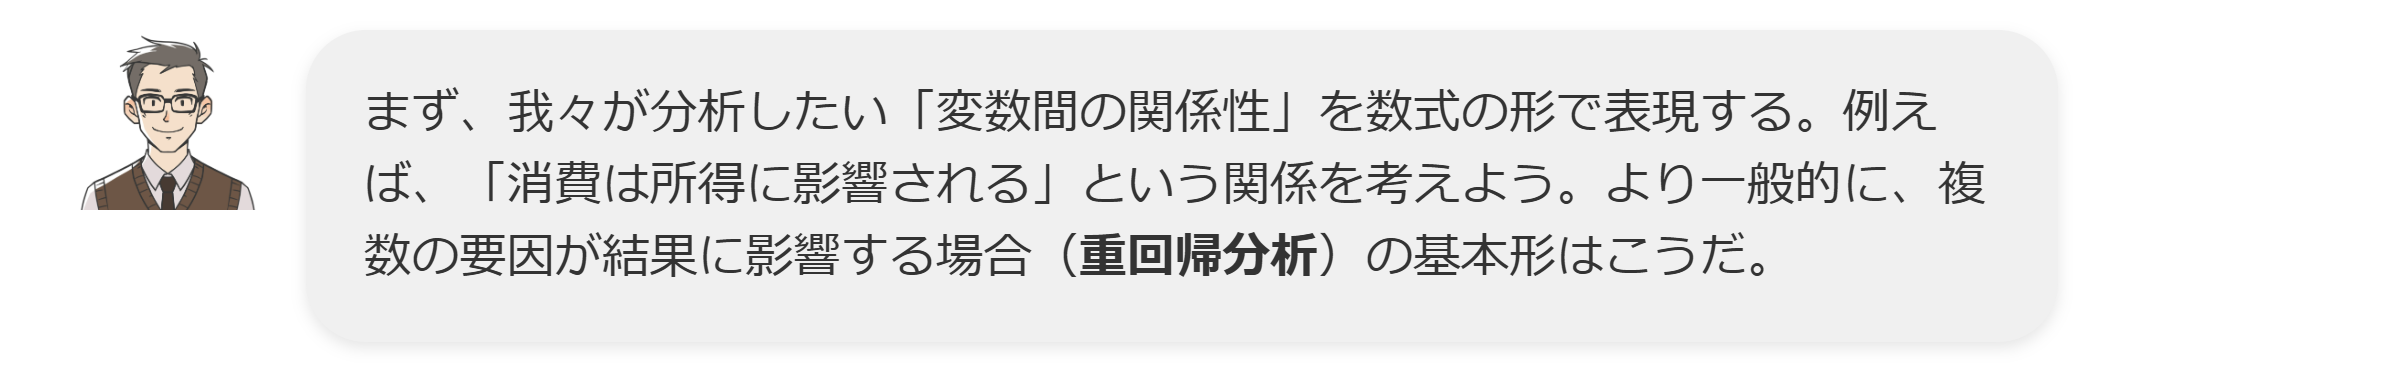 まず、我々が分析したい「変数間の関係性」を数式の形で表現する。例え
ば、「消費は所得に影響される」という関係を考えよう。より一般的に、複
数の要因が結果に影響する場合（重回帰分析）の基本形はこうだ。